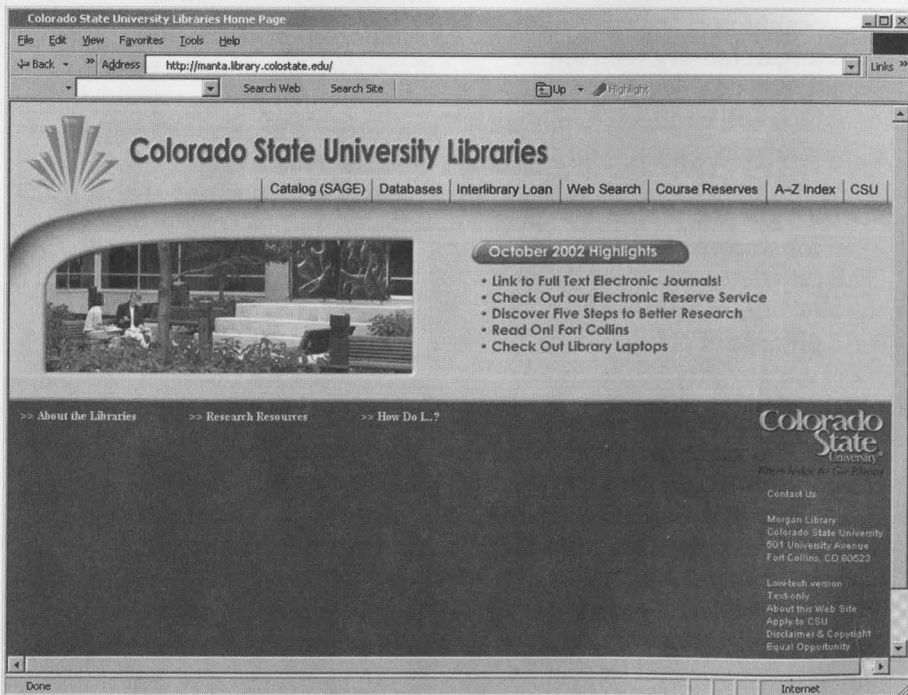 Colorado State University Libraries Home Page
File Edit View Favorites Tools Help
Back » Address http://manta.library.colostate.edu/ Links »
Search Web Search Site Up Highlight
Colorado State University Libraries
Catalog (SAGE) | Databases | Interlibrary Loan | Web Search | Course Reserves | A–Z Index | CSU
October 2002 Highlights
• Link to Full Text Electronic Journals!
• Check Out our Electronic Reserve Service
• Discover Five Steps to Better Research
• Read On! Fort Collins
• Check Out Library Laptops
>> About the Libraries >> Research Resources >> How Do I..?
Colorado
State
University
Knowledge to Go Places
Contact Us
Morgan Library
Colorado State University
501 University Avenue
Fort Collins, CO 80523
Low-tech version
Text-only
About this Web Site
Apply to CSU
Disclaimer & Copyright
Equal Opportunity
Done Internet